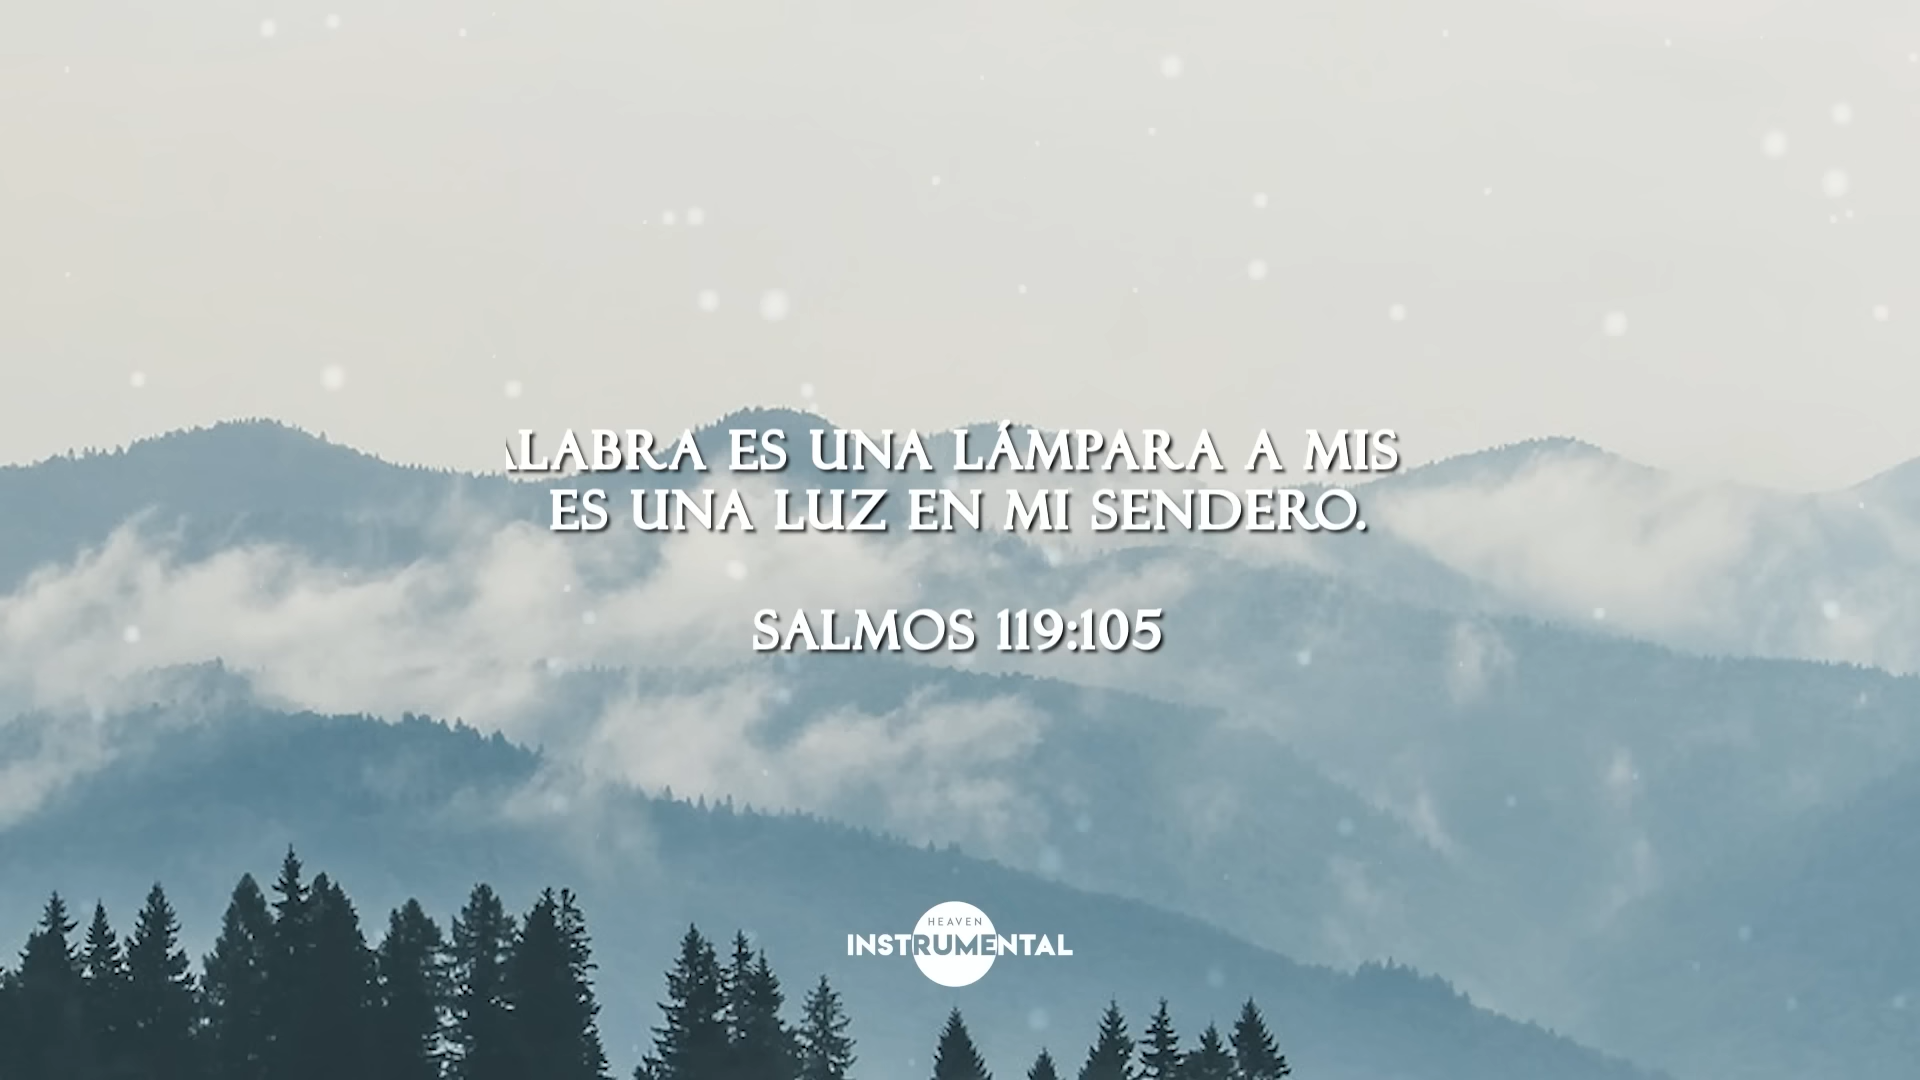 ALABRA ES UNA LÁMPARA A MIS
ES UNA LUZ EN MI SENDERO.
SALMOS 119:105
HEAVEN
INSTRUMENTAL